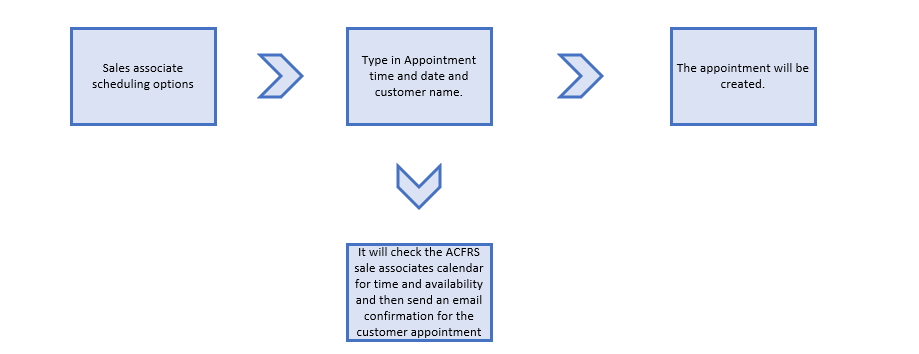 Sales associate
scheduling options
Type in Appointment
time and date and
customer name.
The appointment will be
created.
It will check the ACFRS
sale associates calendar
for time and availability
and then send an email
confirmation for the
customer appointment